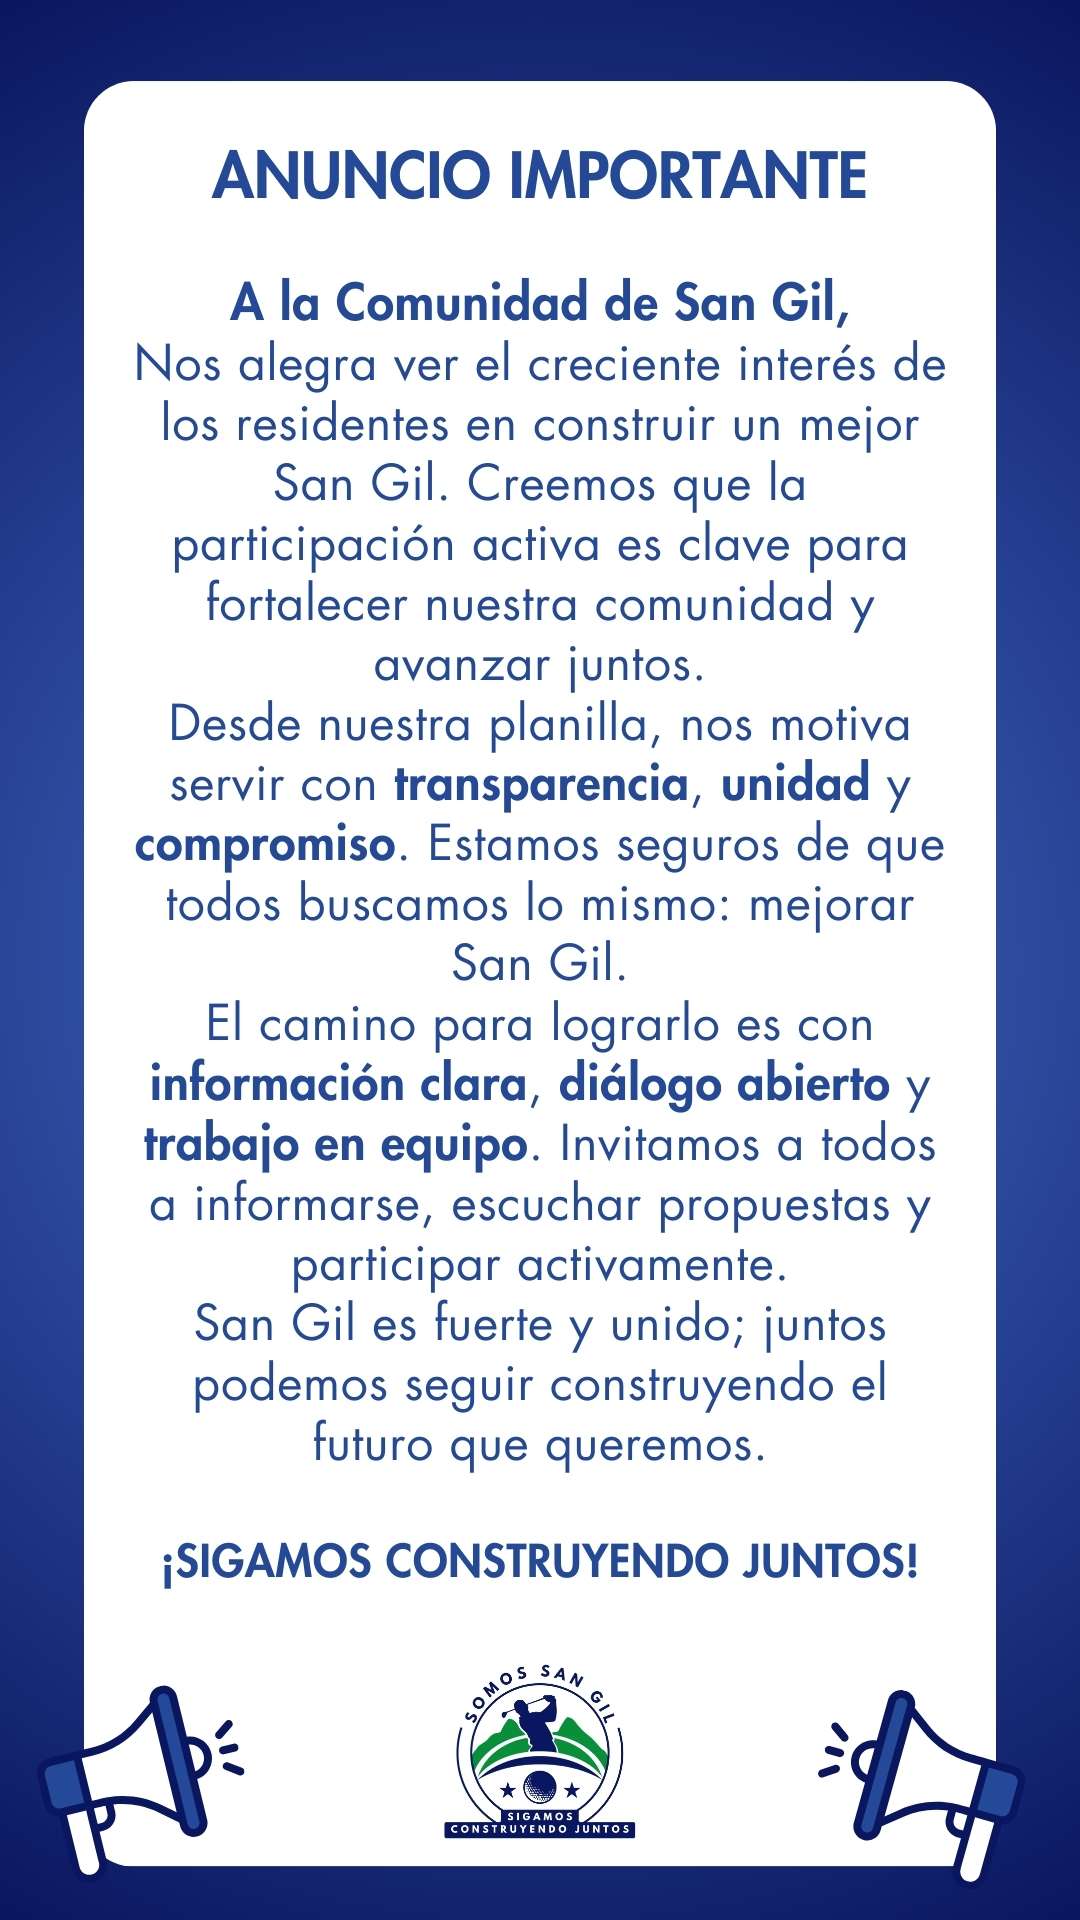 ANUNCIO IMPORTANTE
A la Comunidad de San Gil,
Nos alegra ver el creciente interés de
los residentes en construir un mejor
San Gil. Creemos que la
participación activa es clave para
fortalecer nuestra comunidad y
avanzar juntos.
Desde nuestra planilla, nos motiva
servir con transparencia, unidad y
compromiso. Estamos seguros de que
todos buscamos lo mismo: mejorar
San Gil.
El camino para lograrlo es con
información clara, diálogo abierto y
trabajo en equipo. Invitamos a todos
a informarse, escuchar propuestas y
participar activamente.
San Gil es fuerte y unido; juntos
podemos seguir construyendo el
futuro que queremos.
¡SIGAMOS CONSTRUYENDO JUNTOS!
SOMOS SAN GIL
SIGAMOS
CONSTRUYENDO JUNTOS